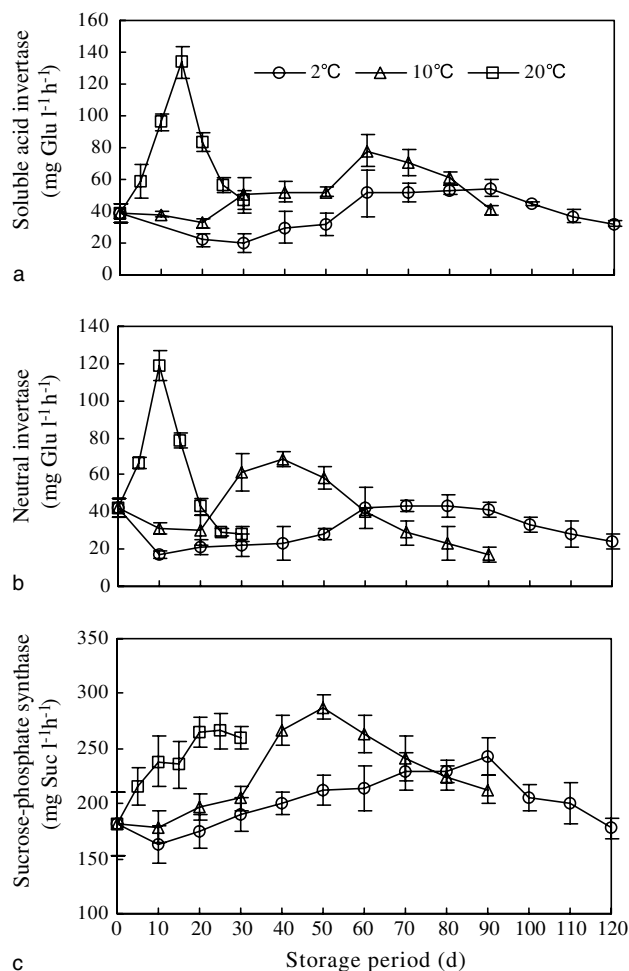 160
140
120
100
80
60
40
20
0
Soluble acid invertase
(mg Glu l-1h-1)
2℃ 10℃ 20℃
a
140
120
100
80
60
40
20
0
Neutral invertase
(mg Glu l-1h-1)
b
350
300
250
200
150
100
Sucrose-phosphate synthase
(mg Suc l-1h-1)
0 10 20 30 40 50 60 70 80 90 100 110 120
Storage period (d)
c